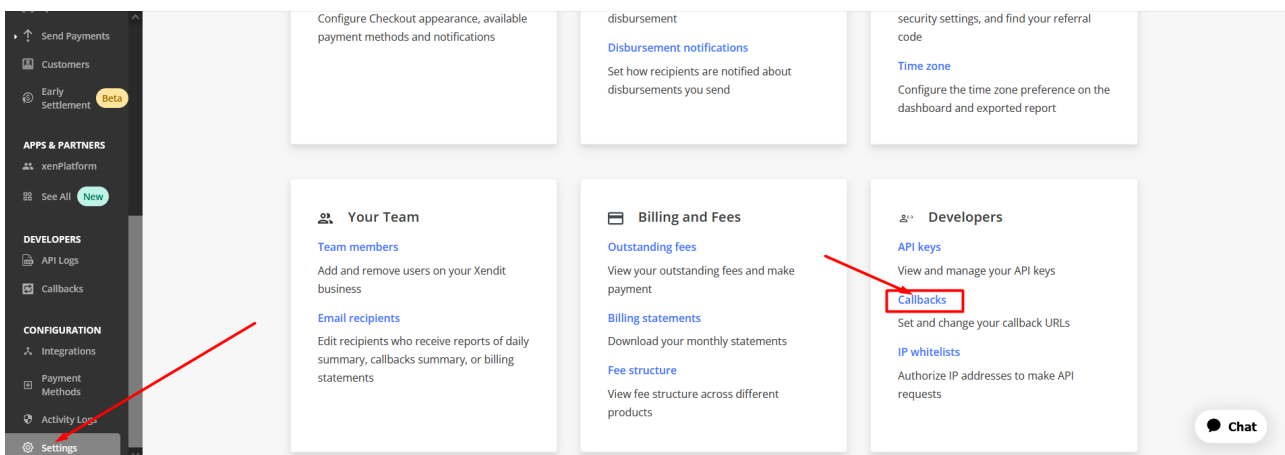 Send Payments
Customers
Early
Settlement
Beta
APPS & PARTNERS
xenPlatform
See All
New
DEVELOPERS
API Logs
Callbacks
CONFIGURATION
Integrations
Payment
Methods
Activity Logs
Settings
Configure Checkout appearance, available
payment methods and notifications
disbursement
Disbursement notifications
Set how recipients are notified about
disbursements you send
security settings, and find your referral
code
Time zone
Configure the time zone preference on the
dashboard and exported report
Your Team
Team members
Add and remove users on your Xendit
business
Email recipients
Edit recipients who receive reports of daily
summary, callbacks summary, or billing
statements
Billing and Fees
Outstanding fees
View your outstanding fees and make
payment
Billing statements
Download your monthly statements
Fee structure
View fee structure across different
products
Developers
API keys
View and manage your API keys
Callbacks
Set and change your callback URLs
IP whitelists
Authorize IP addresses to make API
requests
Chat